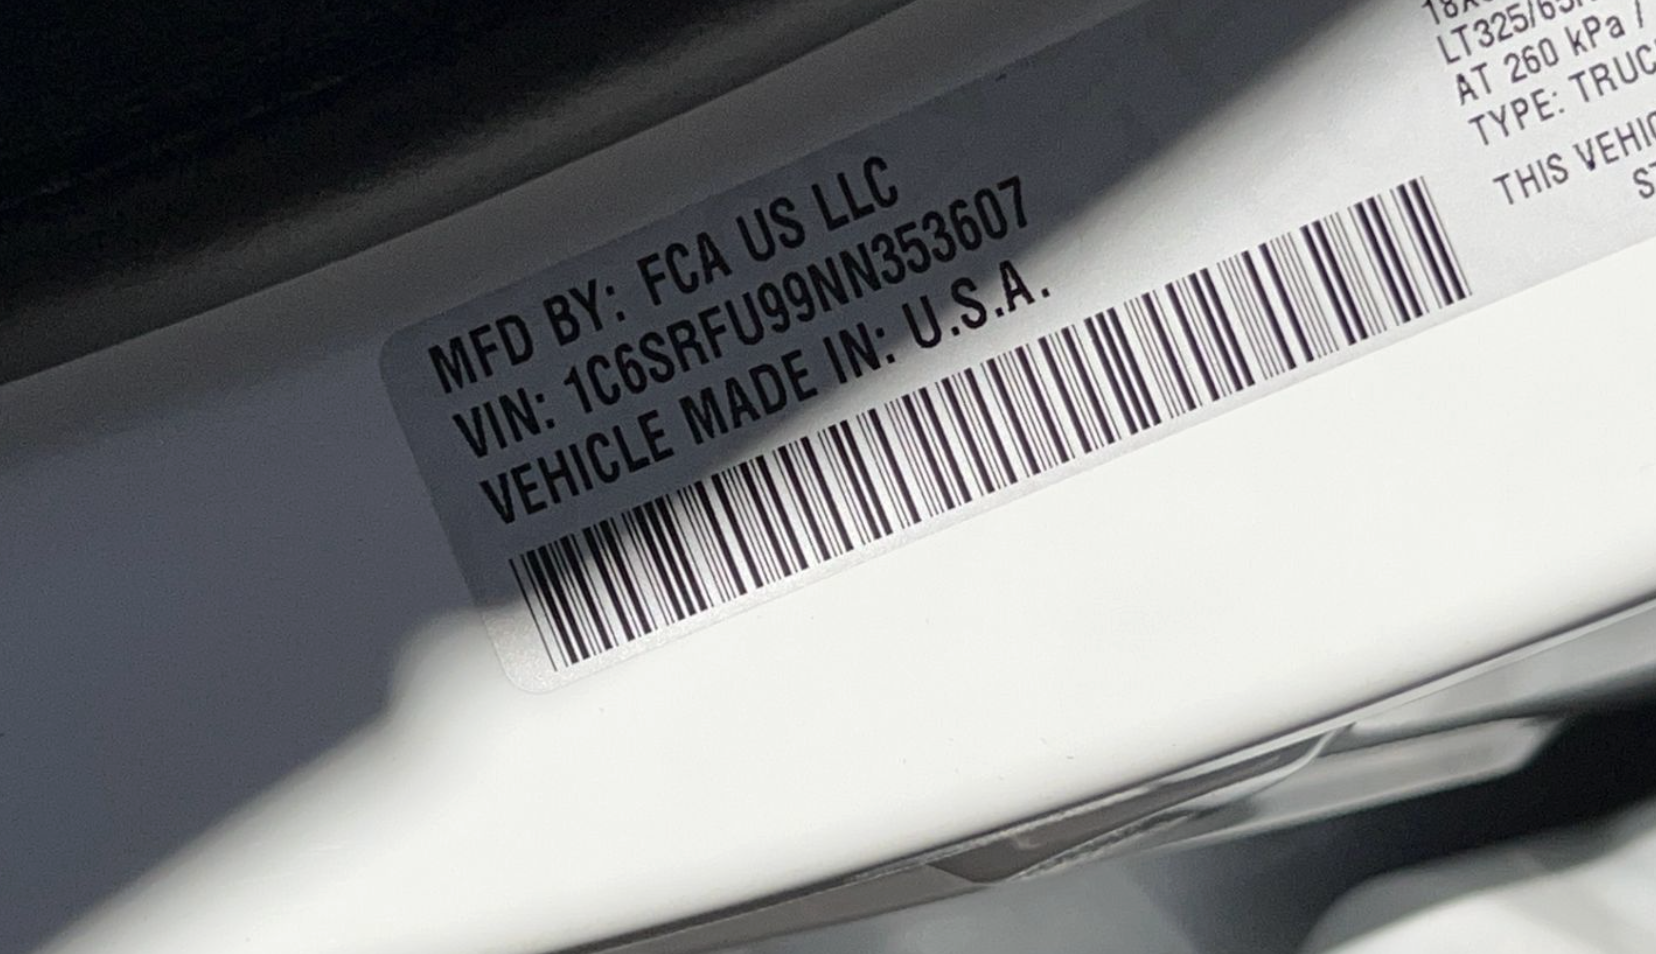 MFD BY: FCA US LLC
VIN: 1C6SRFU99NN353607
VEHICLE MADE IN: U.S.A.
LT325/65
AT 260 kPa /
TYPE: TRUC
THIS VEHIC